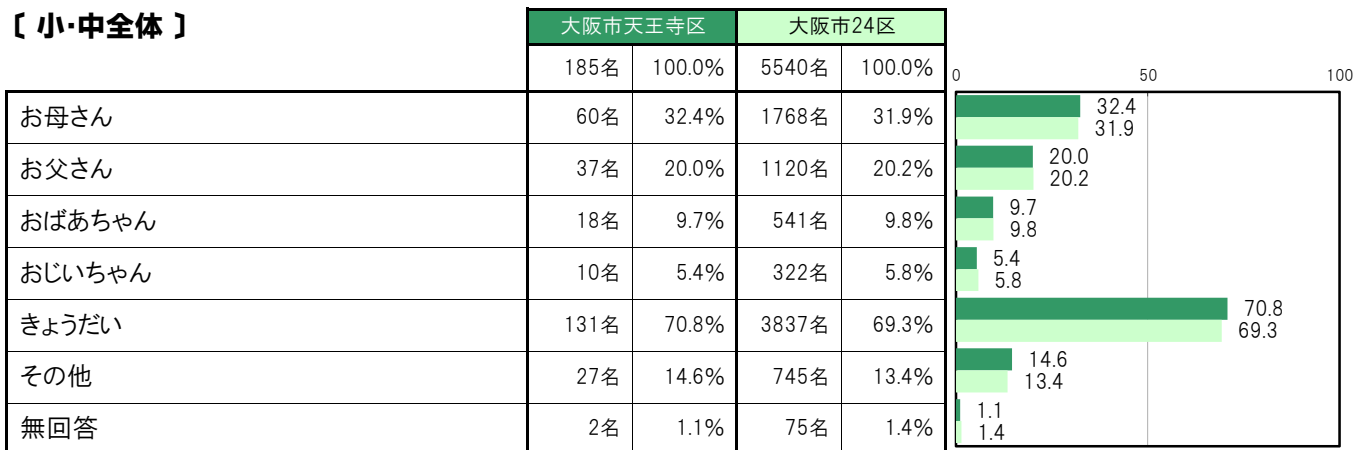 〔 小・中全体 〕
大阪市天王寺区 大阪市24区
185名 100.0% 5540名 100.0% 0 50 100
お母さん 60名 32.4% 1768名 31.9% 32.4
31.9
お父さん 37名 20.0% 1120名 20.2% 20.0
20.2
おばあちゃん 18名 9.7% 541名 9.8% 9.7
9.8
おじいちゃん 10名 5.4% 322名 5.8% 5.4
5.8
きょうだい 131名 70.8% 3837名 69.3% 70.8
69.3
その他 27名 14.6% 745名 13.4% 14.6
13.4
無回答 2名 1.1% 75名 1.4% 1.1
1.4